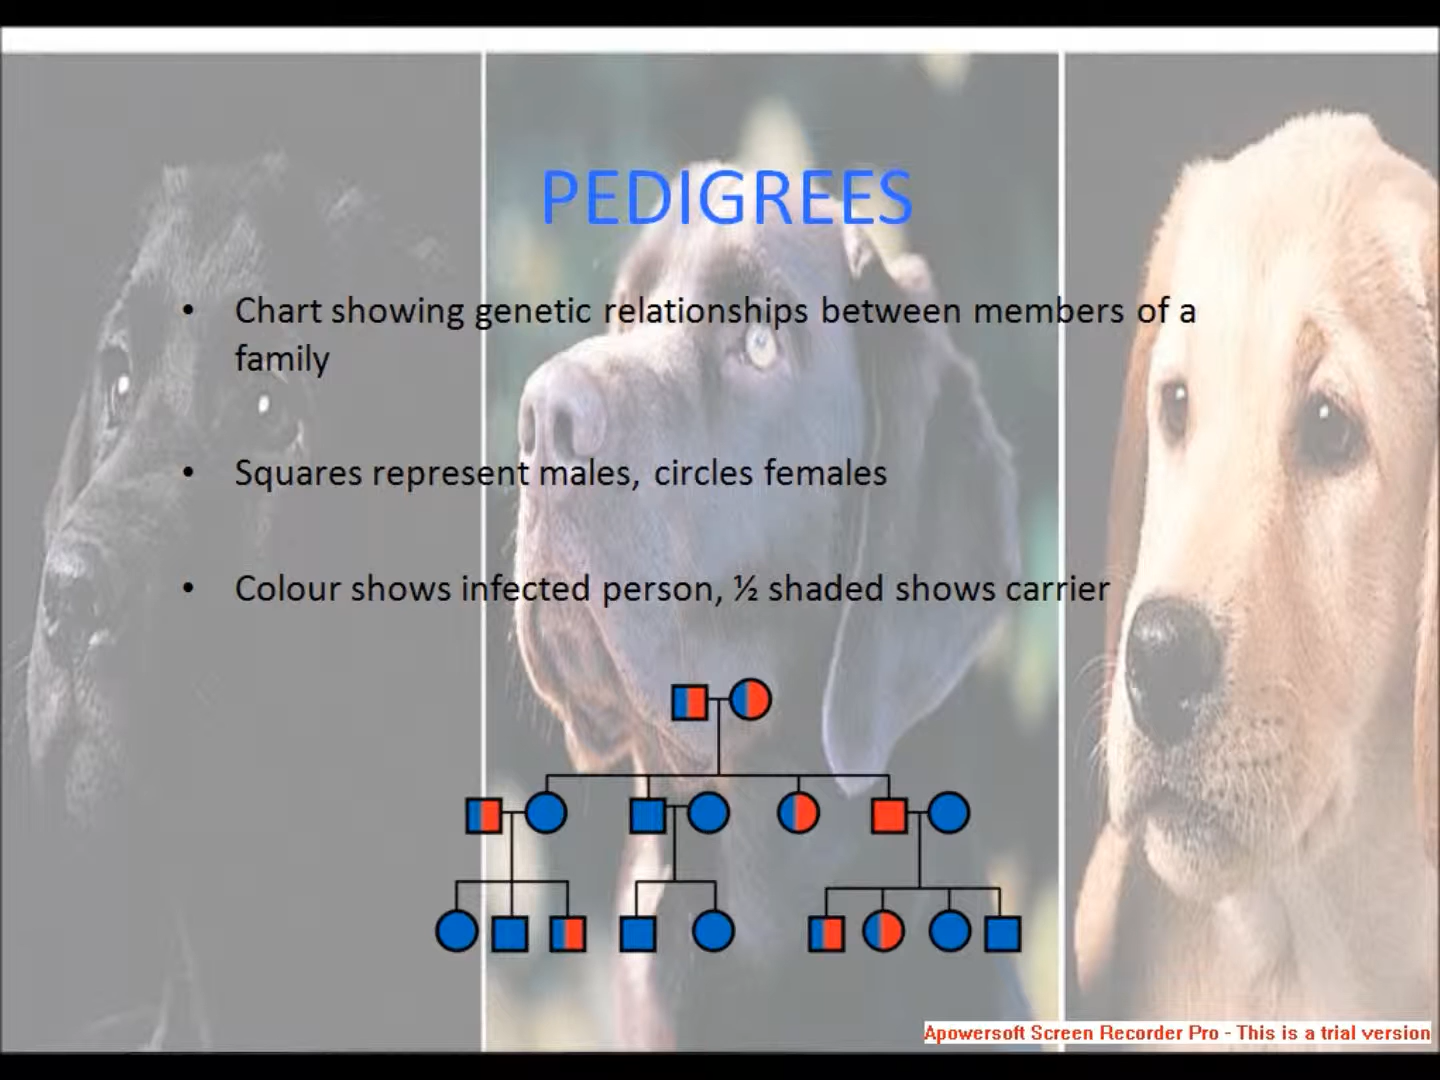 PEDIGREES
• Chart showing genetic relationships between members of a
family
• Squares represent males, circles females
• Colour shows infected person, ½ shaded shows carrier
Apowersoft Screen Recorder Pro - This is a trial version